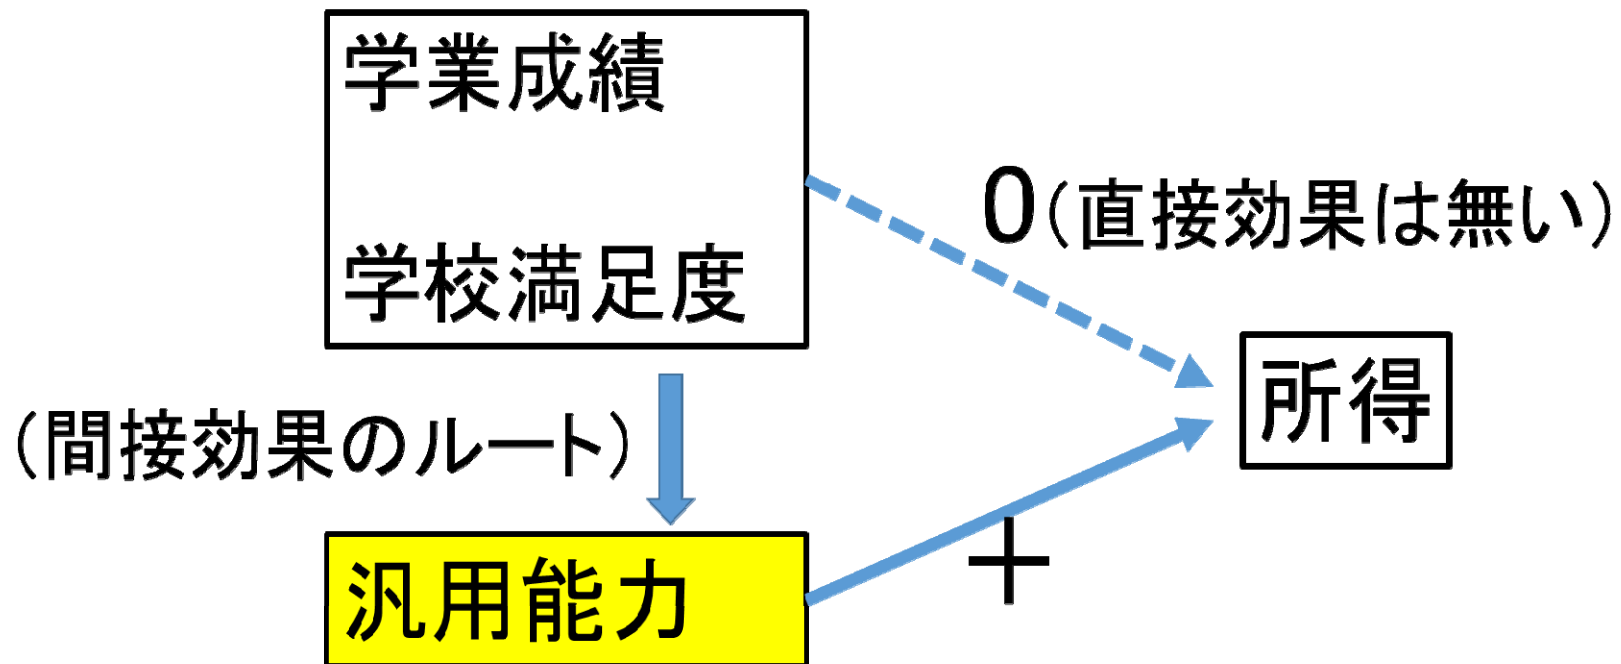 学業成績
学校満足度
0(直接効果は無い)
所得
(間接効果のルート)
汎用能力
+